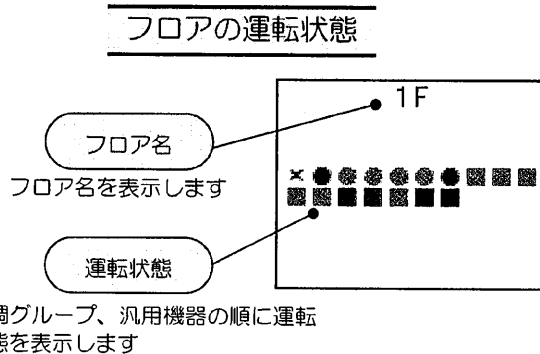 フロアの運転状態
1F
フロア名
フロア名を表示します
運転状態
調グループ、汎用機器の順に運転
態を表示します